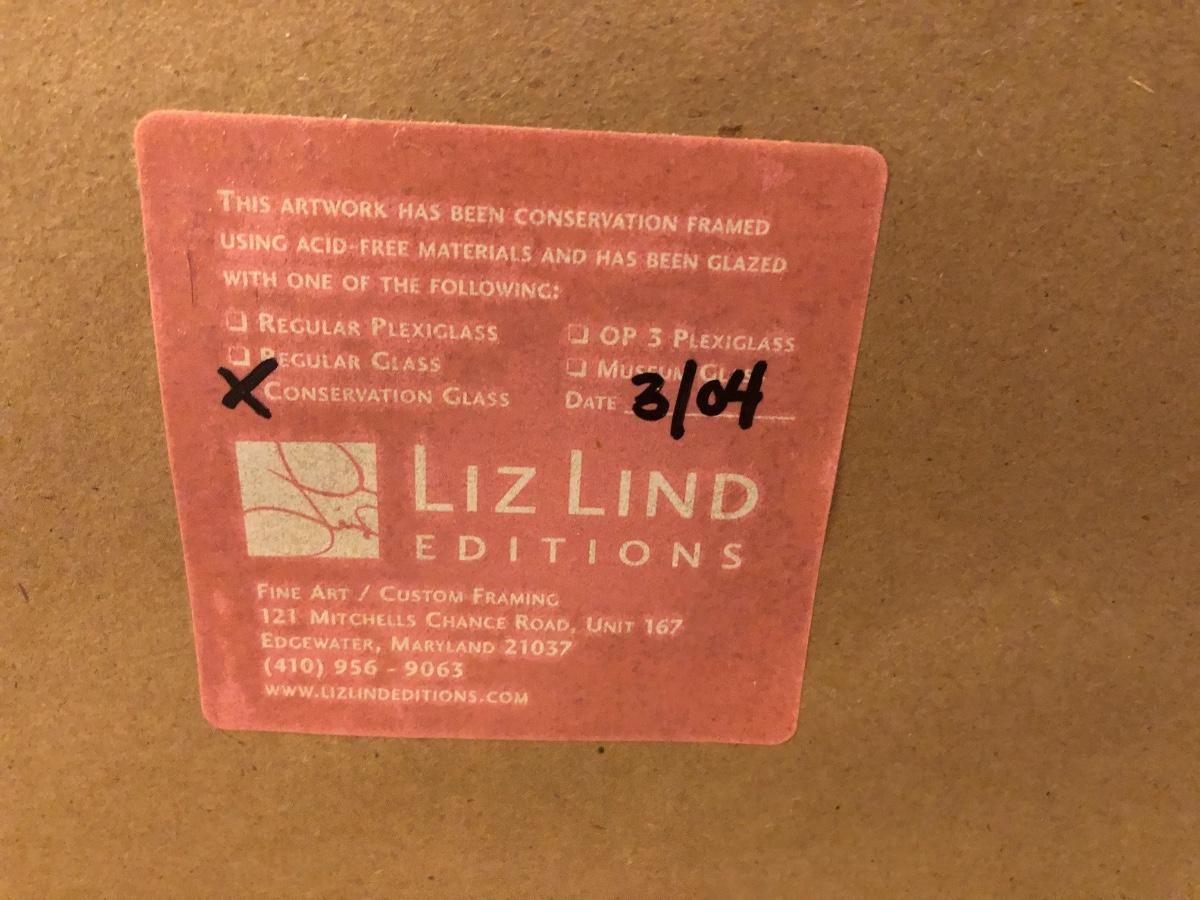 THIS ARTWORK HAS BEEN CONSERVATION FRAMED
USING ACID-FREE MATERIALS AND HAS BEEN GLAZED
WITH ONE OF THE FOLLOWING:
❑ REGULAR PLEXIGLASS ❑ OP 3 PLEXIGLASS
❑ REGULAR GLASS ❑ MUSEUM GLASS
X CONSERVATION GLASS DATE 3/04
LIZ LIND
EDITIONS
FINE ART / CUSTOM FRAMING
121 MITCHELLS CHANCE ROAD, UNIT 167
EDGEWATER, MARYLAND 21037
(410) 956 - 9063
WWW.LIZLINDEDITIONS.COM